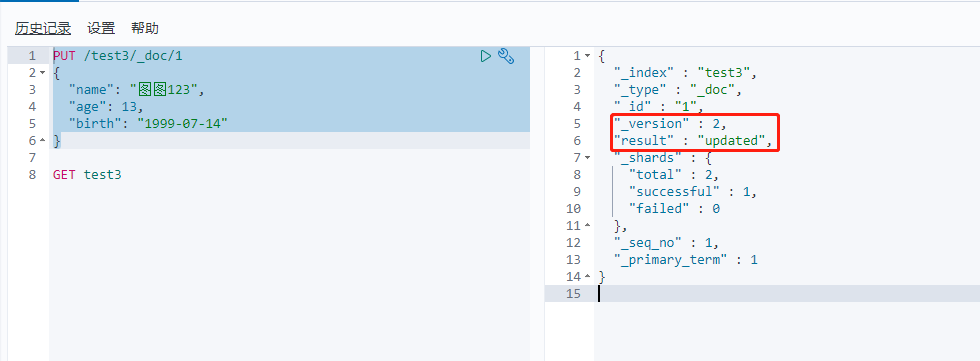 历史记录 设置 帮助
1 PUT /test3/_doc/1
2 {
3 "name": "图图123",
4 "age": 13,
5 "birth": "1999-07-14"
6 }
7
8 GET test3
1 {
2 "_index" : "test3",
3 "_type" : "_doc",
4 "_id" : "1",
5 "_version" : 2,
6 "result" : "updated",
7 "_shards" : {
8 "total" : 2,
9 "successful" : 1,
10 "failed" : 0
11 },
12 "_seq_no" : 1,
13 "_primary_term" : 1
14 }
15